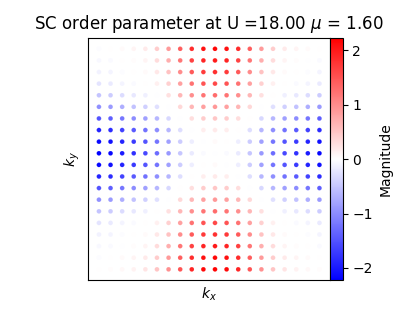 SC order parameter at U =18.00 μ = 1.60
k_y
k_x
2
1
0
−1
−2
Magnitude